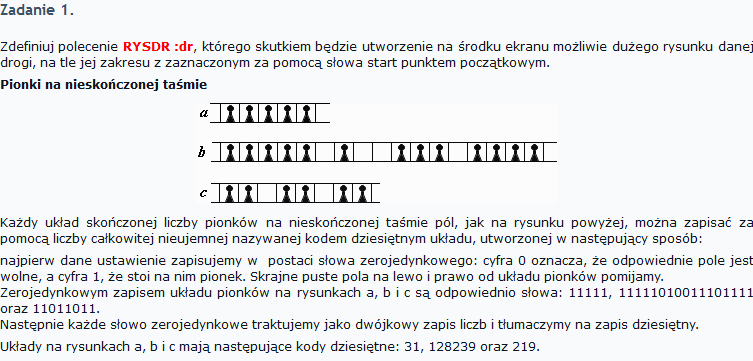 Zadanie 1.
Zdefiniuj polecenie RYSDR :dr, którego skutkiem będzie utworzenie na środku ekranu możliwie dużego rysunku danej
drogi, na tle jej zakresu z zaznaczonym za pomocą słowa start punktem początkowym.
Pionki na nieskończonej taśmie
a
b
c
Każdy układ skończonej liczby pionków na nieskończonej taśmie pól, jak na rysunku powyżej, można zapisać za
pomocą liczby całkowitej nieujemnej nazywanej kodem dziesiętnym układu, utworzonej w następujący sposób:
najpierw dane ustawienie zapisujemy w postaci słowa zerojedynkowego: cyfra 0 oznacza, że odpowiednie pole jest
wolne, a cyfra 1, że stoi na nim pionek. Skrajne puste pola na lewo i prawo od układu pionków pomijamy.
Zerojedynkowym zapisem układu pionków na rysunkach a, b i c są odpowiednio słowa: 11111, 11111010011101111
oraz 11011011.
Następnie każde słowo zerojedynkowe traktujemy jako dwójkowy zapis liczb i tłumaczymy na zapis dziesiętny.
Układy na rysunkach a, b i c mają następujące kody dziesiętne: 31, 128239 oraz 219.